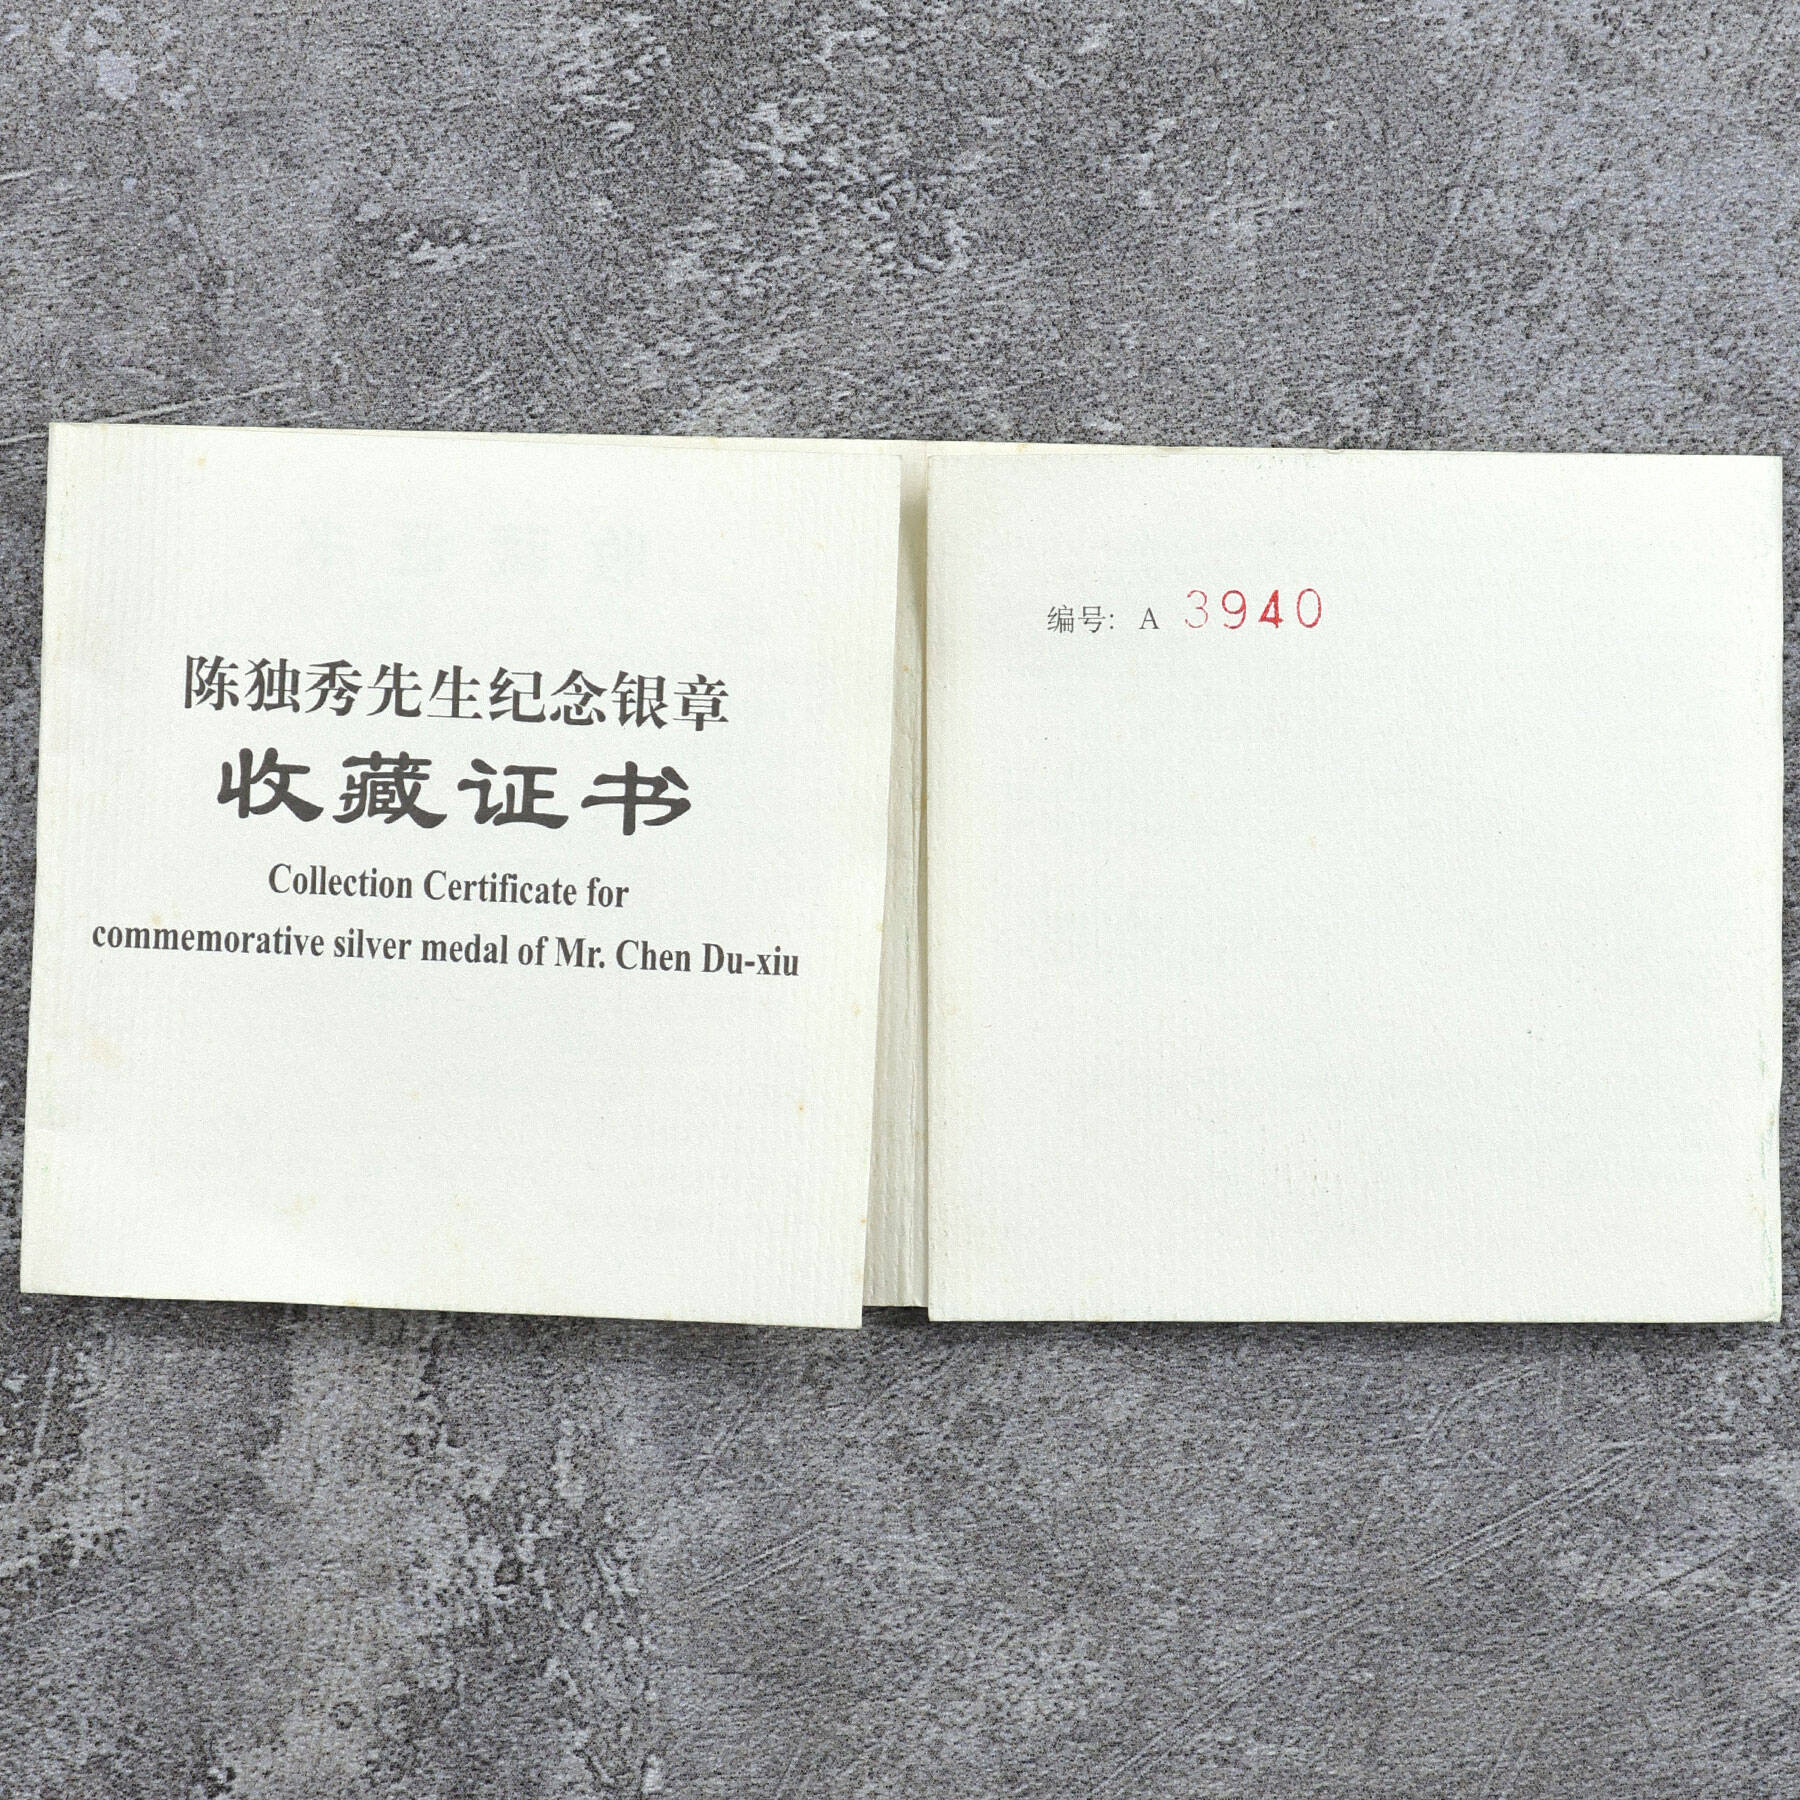 陈独秀先生纪念银章
收藏证书
Collection Certificate for
commemorative silver medal of Mr. Chen Du-xiu
编号: A 3940